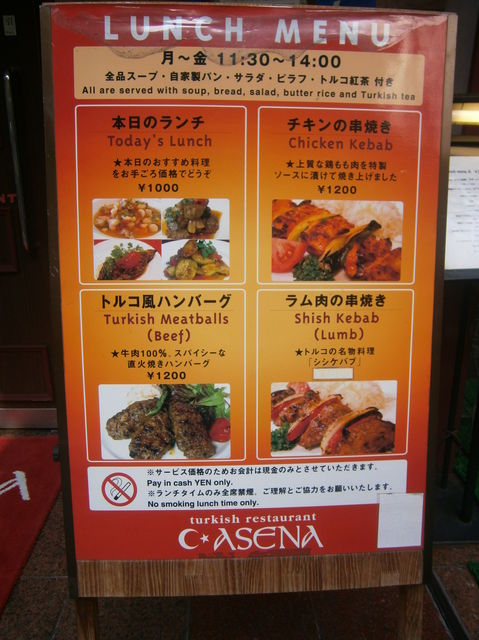 LUNCH MENU
月～金 11:30～14:00
全品スープ・自家製パン・サラダ・ピラフ・トルコ紅茶 付き
All are served with soup, bread, salad, butter rice and Turkish tea
本日のランチ
Today's Lunch
★本日のおすすめ料理
をお手ごろ価格でどうぞ
¥1000
チキンの串焼き
Chicken Kebab
★上質な鶏もも肉を特製
ソースに漬けて焼き上げました
¥1200
トルコ風ハンバーグ
Turkish Meatballs
(Beef)
★牛肉100%、スパイシーな
直火焼きハンバーグ
¥1200
ラム肉の串焼き
Shish Kebab
(Lumb)
★トルコの名物料理
「シシケバブ」
※サービス価格のためお会計は現金のみとさせていただきます。
Pay in cash YEN only.
※ランチタイムのみ全席禁煙、ご理解とご協力をお願いいたします。
No smoking lunch time only.
turkish restaurant
C★ASENA